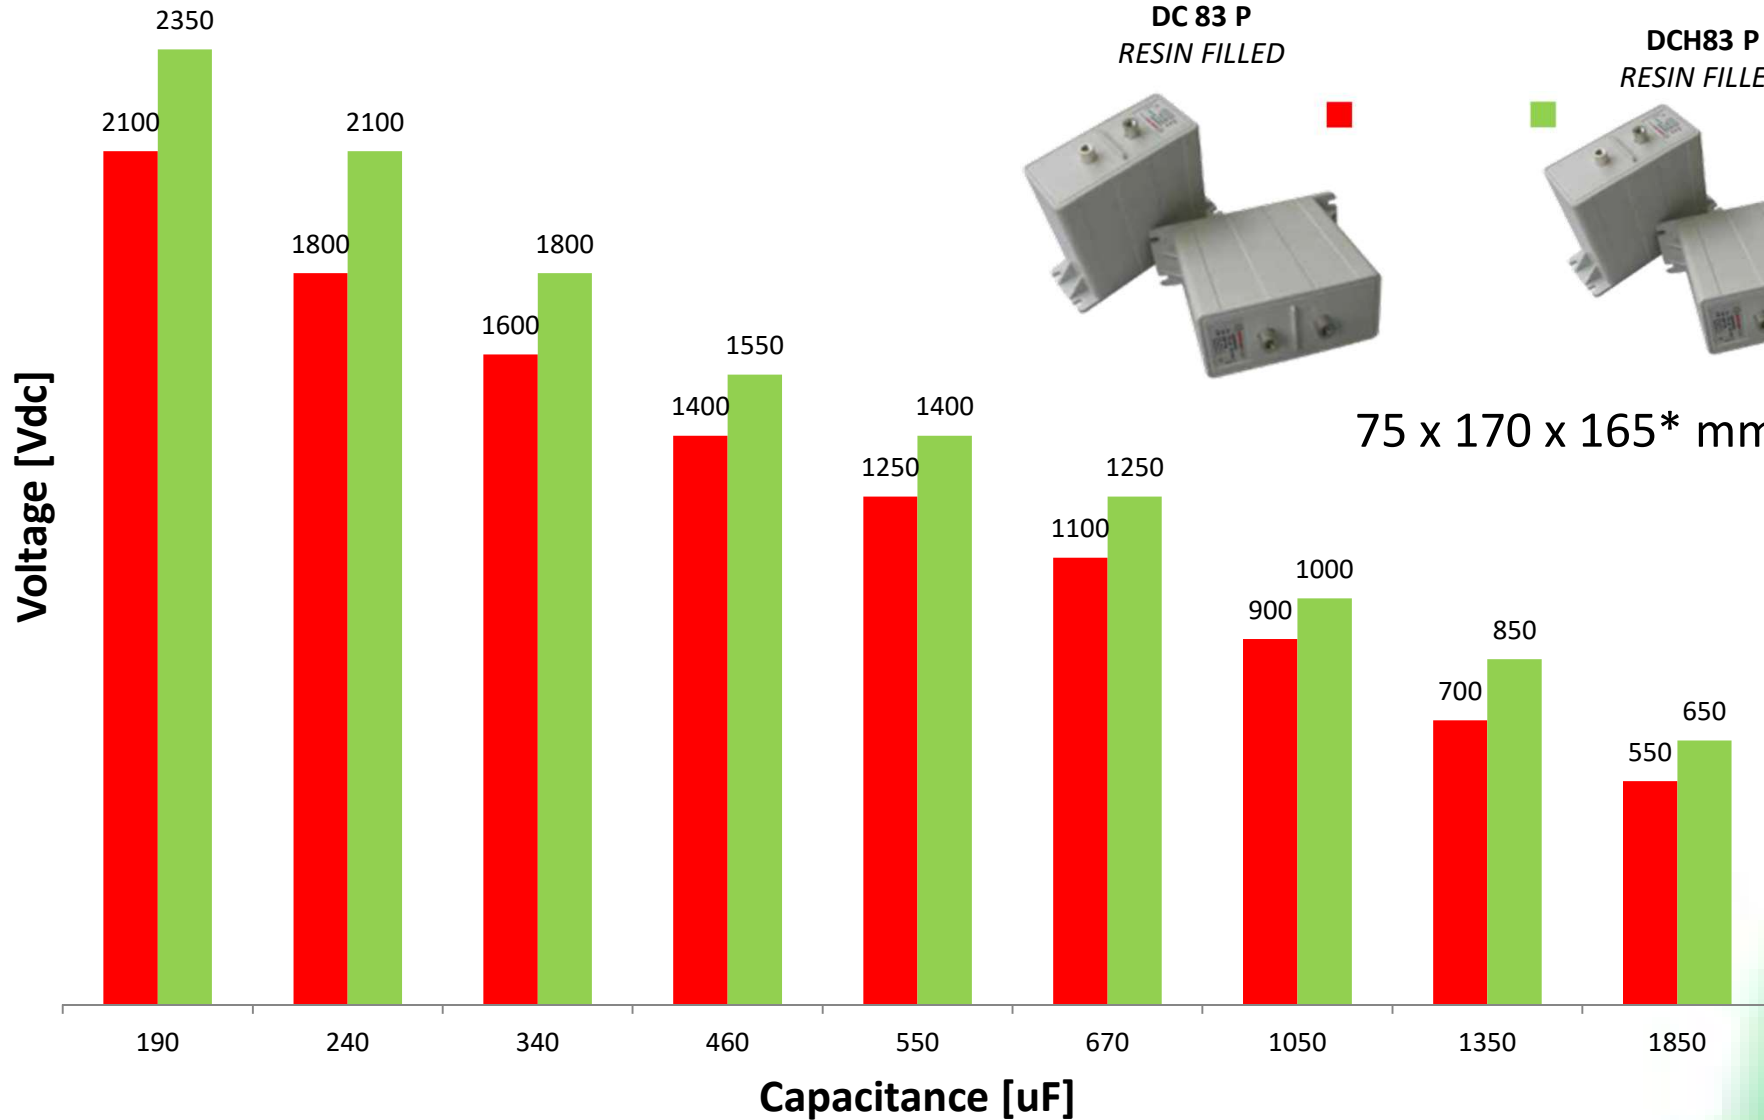 DC 83 P
RESIN FILLED
DCH83 P
RESIN FILLE
75 x 170 x 165* mm
Voltage [Vdc]
2100 2350
1800 2100
1600 1800
1400 1550
1250 1400
1100 1250
900 1000
700 850
550 650
190 240 340 460 550 670 1050 1350 1850
Capacitance [uF]